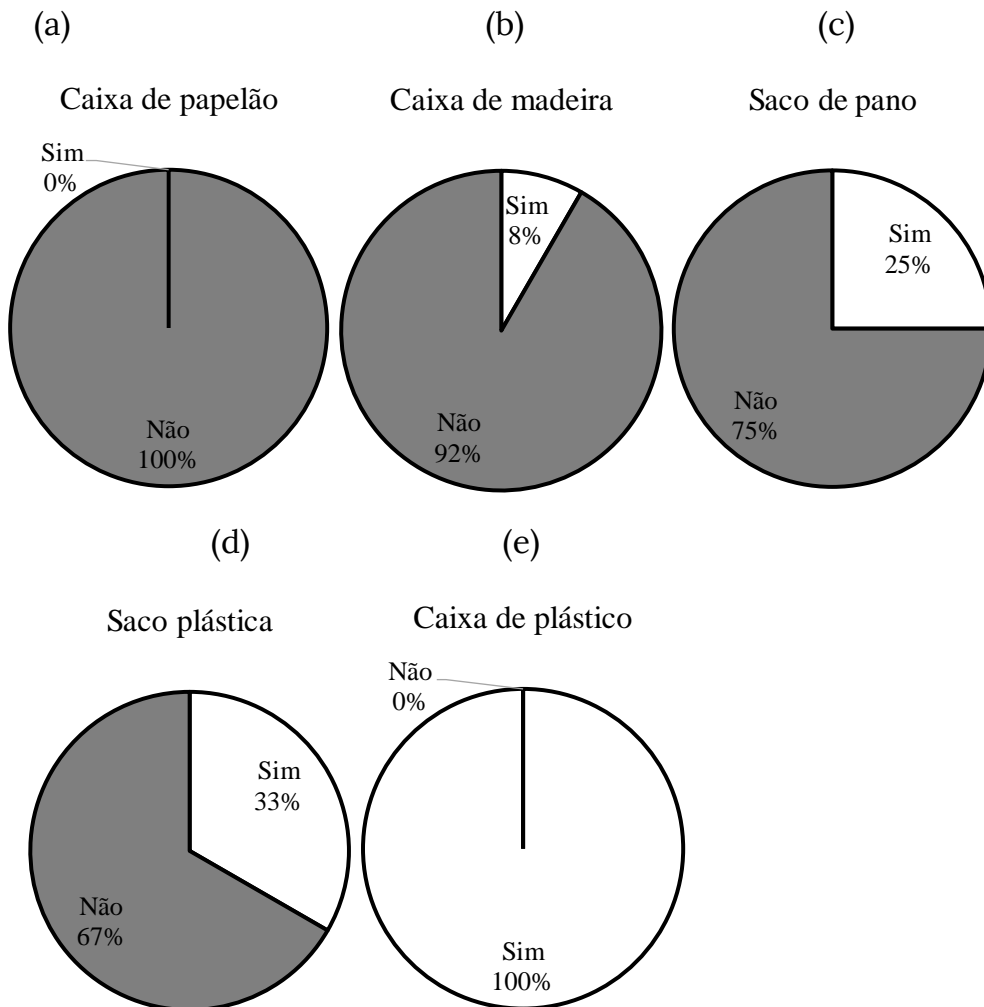 (a)
(b)
(c)
Caixa de papelão
Caixa de madeira
Saco de pano
Sim
0%
Não
100%
Sim
8%
Não
92%
Sim
25%
Não
75%
(d)
(e)
Saco plástica
Caixa de plástico
Sim
33%
Não
67%
Não
0%
Sim
100%